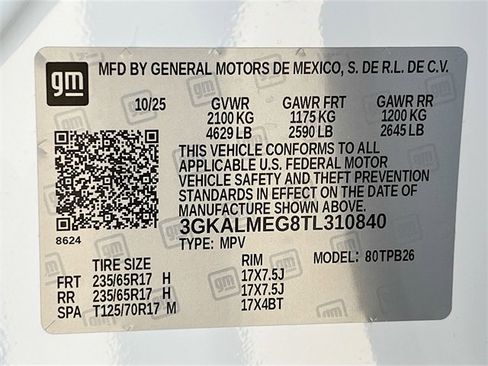 gm
MFD BY GENERAL MOTORS DE MEXICO, S. DE R.L. DE C.V.
10/25 GVWR GAWR FRT GAWR RR
2100 KG 1175 KG 1200 KG
4629 LB 2590 LB 2645 LB
THIS VEHICLE CONFORMS TO ALL
APPLICABLE U.S. FEDERAL MOTOR
VEHICLE SAFETY AND THEFT PREVENTION
STANDARDS IN EFFECT ON THE DATE OF
MANUFACTURE SHOWN ABOVE.
3GKALMEG8TL310840
8624
TYPE: MPV
MODEL: 80TPB26
TIRE SIZE RIM
FRT 235/65R17 H 17X7.5J
RR 235/65R17 H 17X7.5J
SPA T125/70R17 M 17X4BT